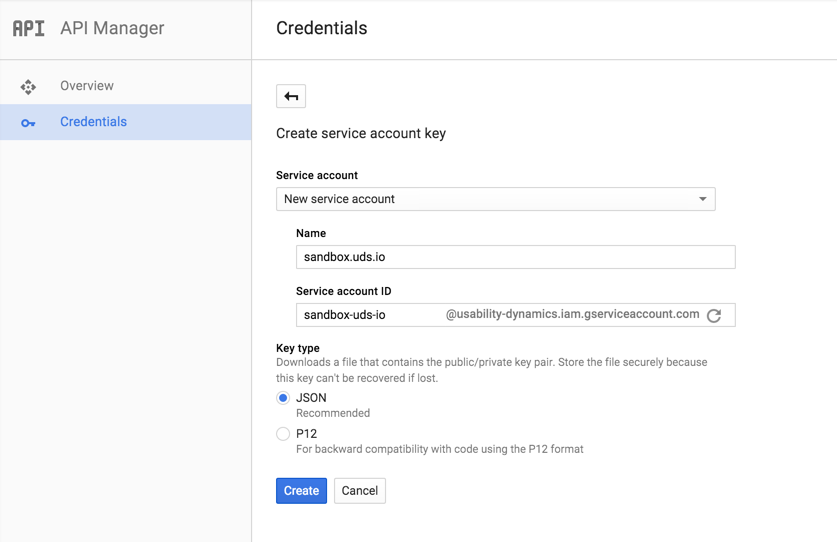 API API Manager
Credentials
Overview
Credentials
Create service account key
Service account
New service account
Name
sandbox.uds.io
Service account ID
sandbox-uds-io @usability-dynamics.iam.gserviceaccount.com
Key type
Downloads a file that contains the public/private key pair. Store the file securely because
this key can't be recovered if lost.
JSON
Recommended
P12
For backward compatibility with code using the P12 format
Create Cancel